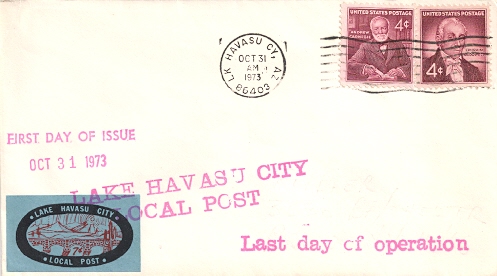 LK HAVASU CY, AZ
OCT 31
AM
1973
86403
UNITED STATES POSTAGE
4¢
ANDREW CARNEGIE
UNITED STATES POSTAGE
4¢
FIRST DAY OF ISSUE
OCT 31 1973
LAKE HAVASU CITY
LOCAL POST
LAKE HAVASU CITY
7¢
LOCAL POST
Last day of operation